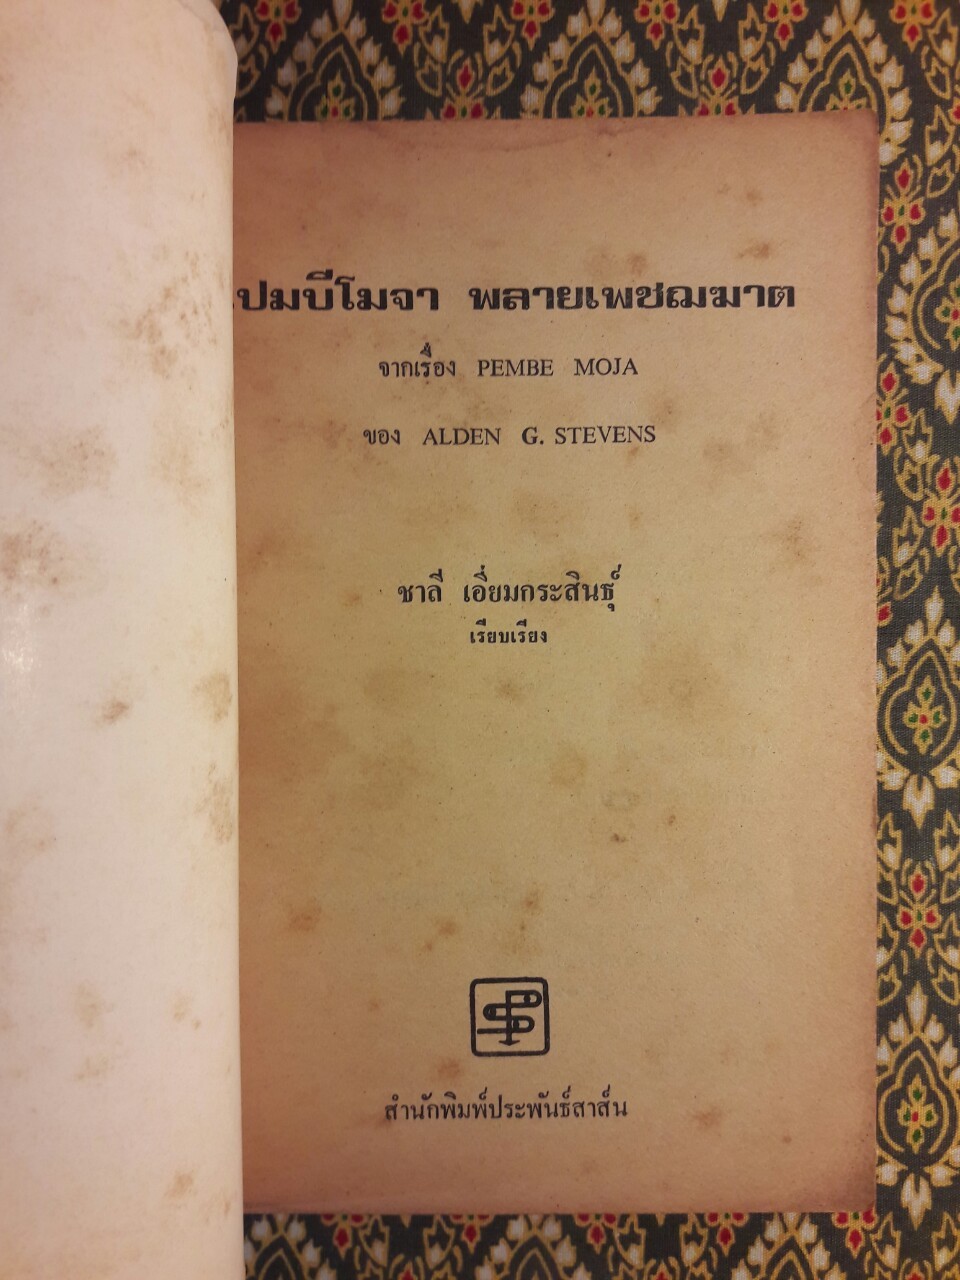 เปมบีโมจา พลายเพชฌฆาต
จากเรื่อง PEMBE MOJA
ของ ALDEN G. STEVENS
ชาลี เอี่ยมกระสินธุ์
เรียบเรียง
สำนักพิมพ์ประพันธ์สาส์น